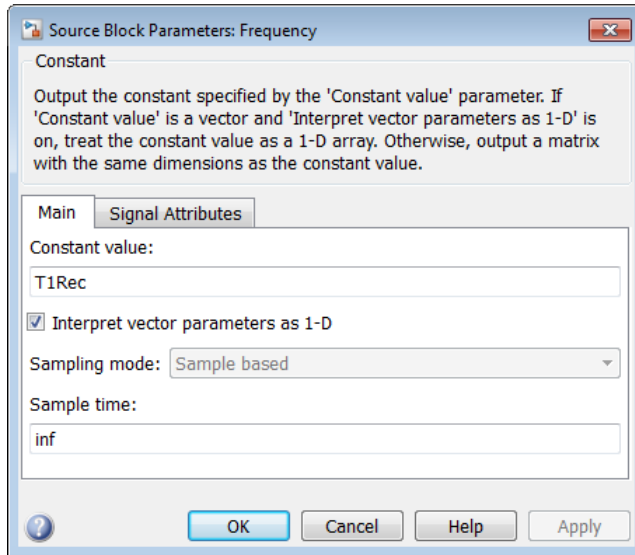 Source Block Parameters: Frequency
Constant
Output the constant specified by the 'Constant value' parameter. If
'Constant value' is a vector and 'Interpret vector parameters as 1-D' is
on, treat the constant value as a 1-D array. Otherwise, output a matrix
with the same dimensions as the constant value.
Main Signal Attributes
Constant value:
T1Rec
Interpret vector parameters as 1-D
Sampling mode: Sample based
Sample time:
inf
OK Cancel Help Apply